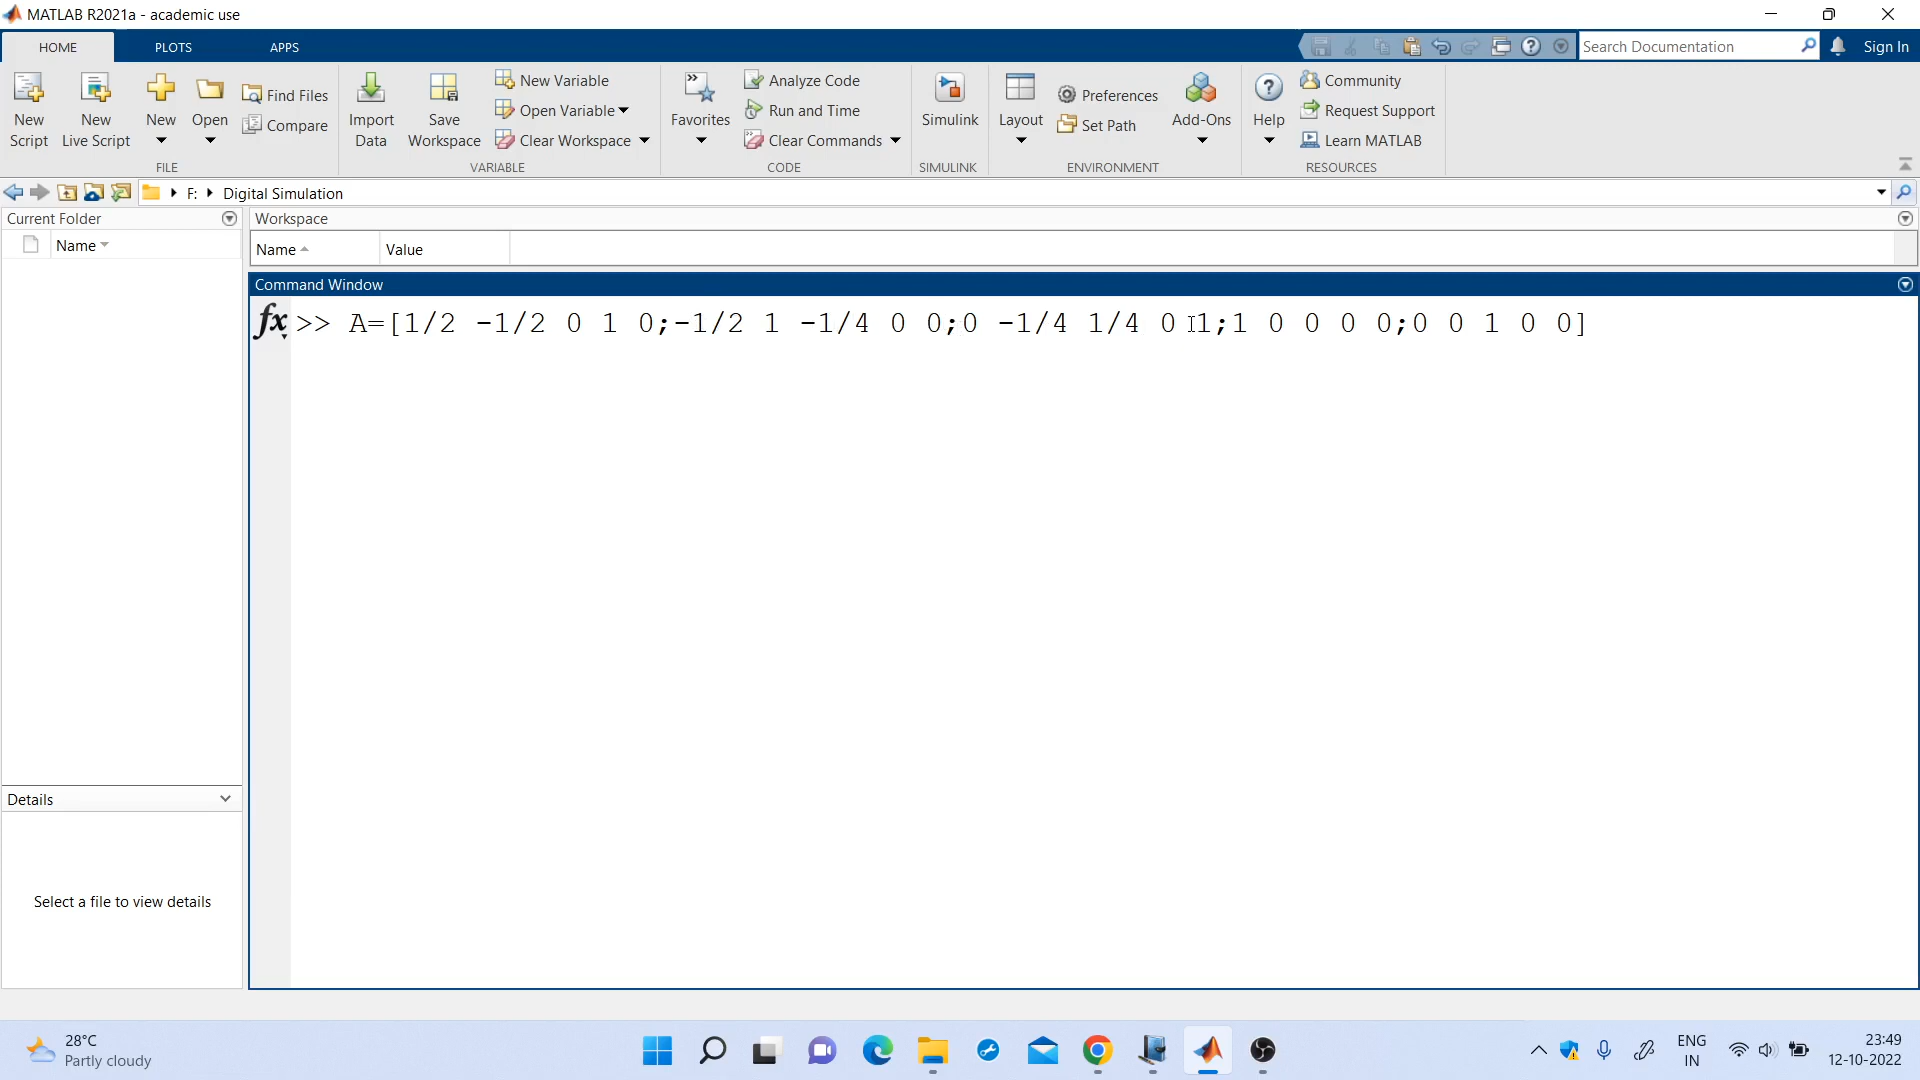 MATLAB R2021a - academic use
HOME PLOTS APPS
Search Documentation
Sign In
New Script
New Live Script
New
Open
Find Files
Compare
FILE
Import Data
Save Workspace
New Variable
Open Variable
Clear Workspace
VARIABLE
Favorites
Analyze Code
Run and Time
Clear Commands
CODE
Simulink
SIMULINK
Layout
Preferences
Set Path
Add-Ons
ENVIRONMENT
Help
Community
Request Support
Learn MATLAB
RESOURCES
F: Digital Simulation
Current Folder
Name
Workspace
Name Value
Command Window
fx >> A=[1/2 -1/2 0 1 0;-1/2 1 -1/4 0 0;0 -1/4 1/4 0 1;1 0 0 0 0;0 0 1 0 0]
Details
Select a file to view details
28°C
Partly cloudy
ENG
IN
23:49
12-10-2022